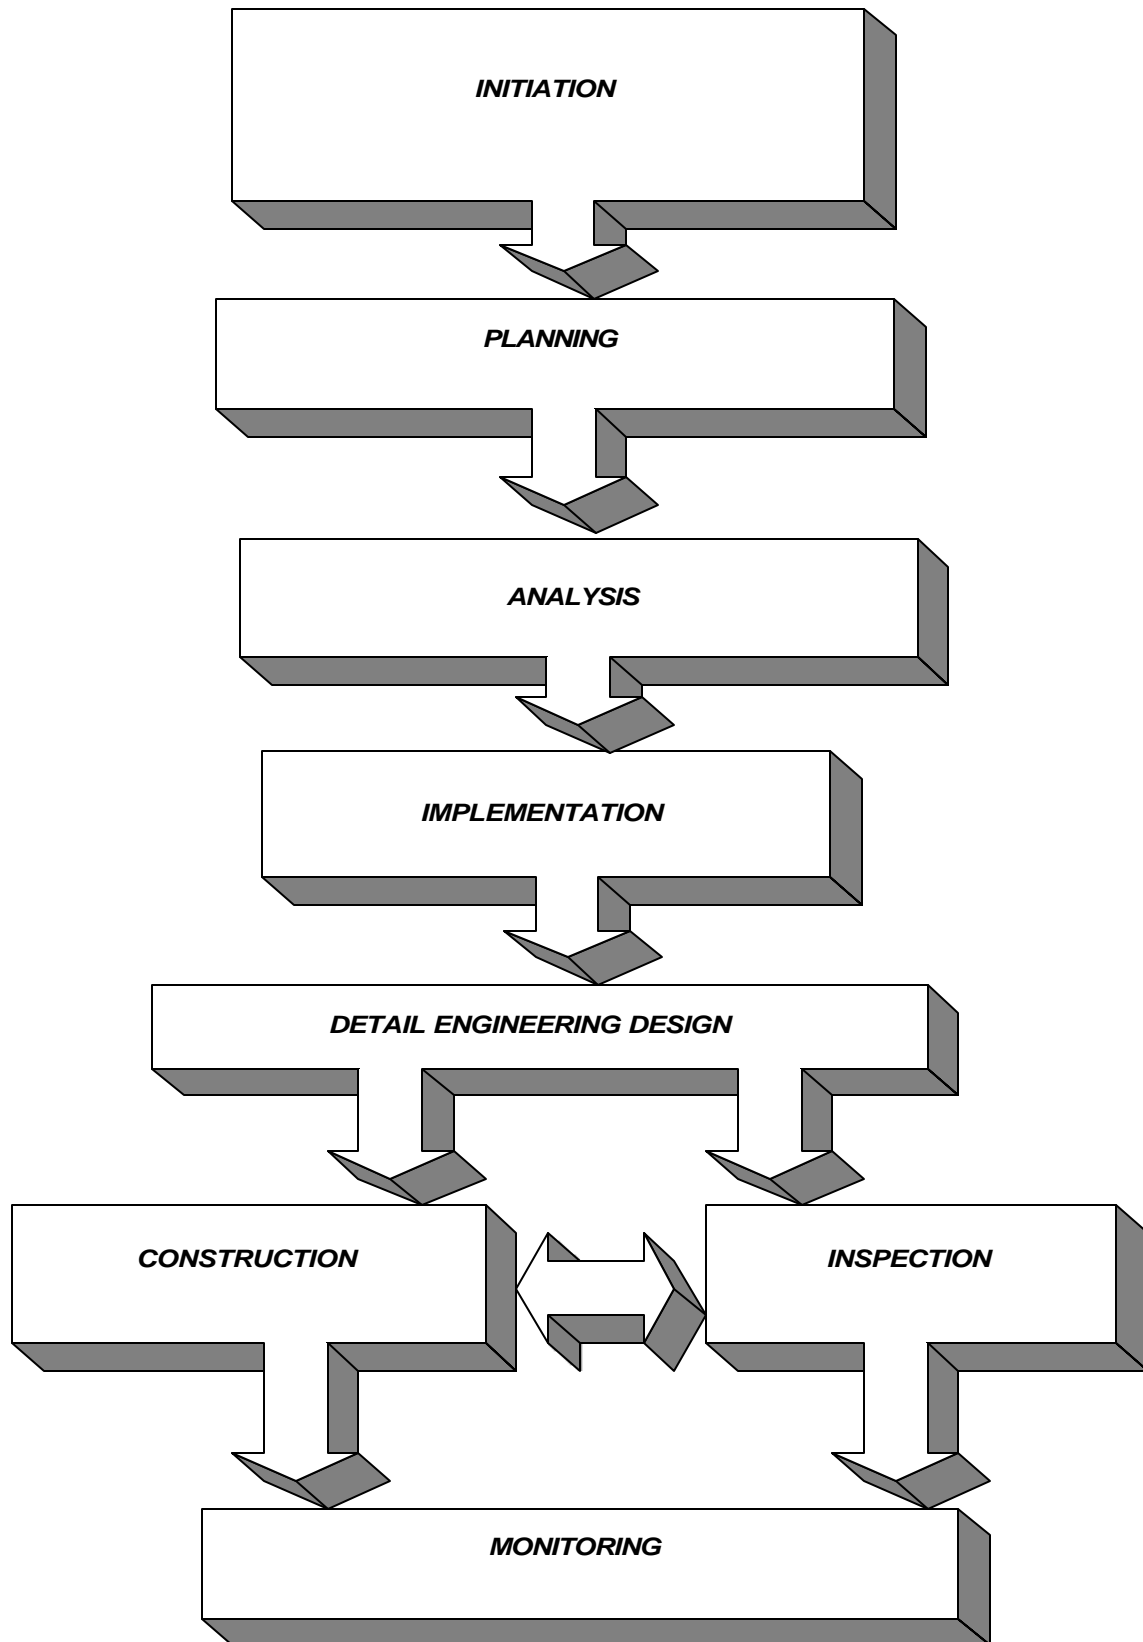 INITIATION
PLANNING
ANALYSIS
IMPLEMENTATION
DETAIL ENGINEERING DESIGN
CONSTRUCTION
INSPECTION
MONITORING